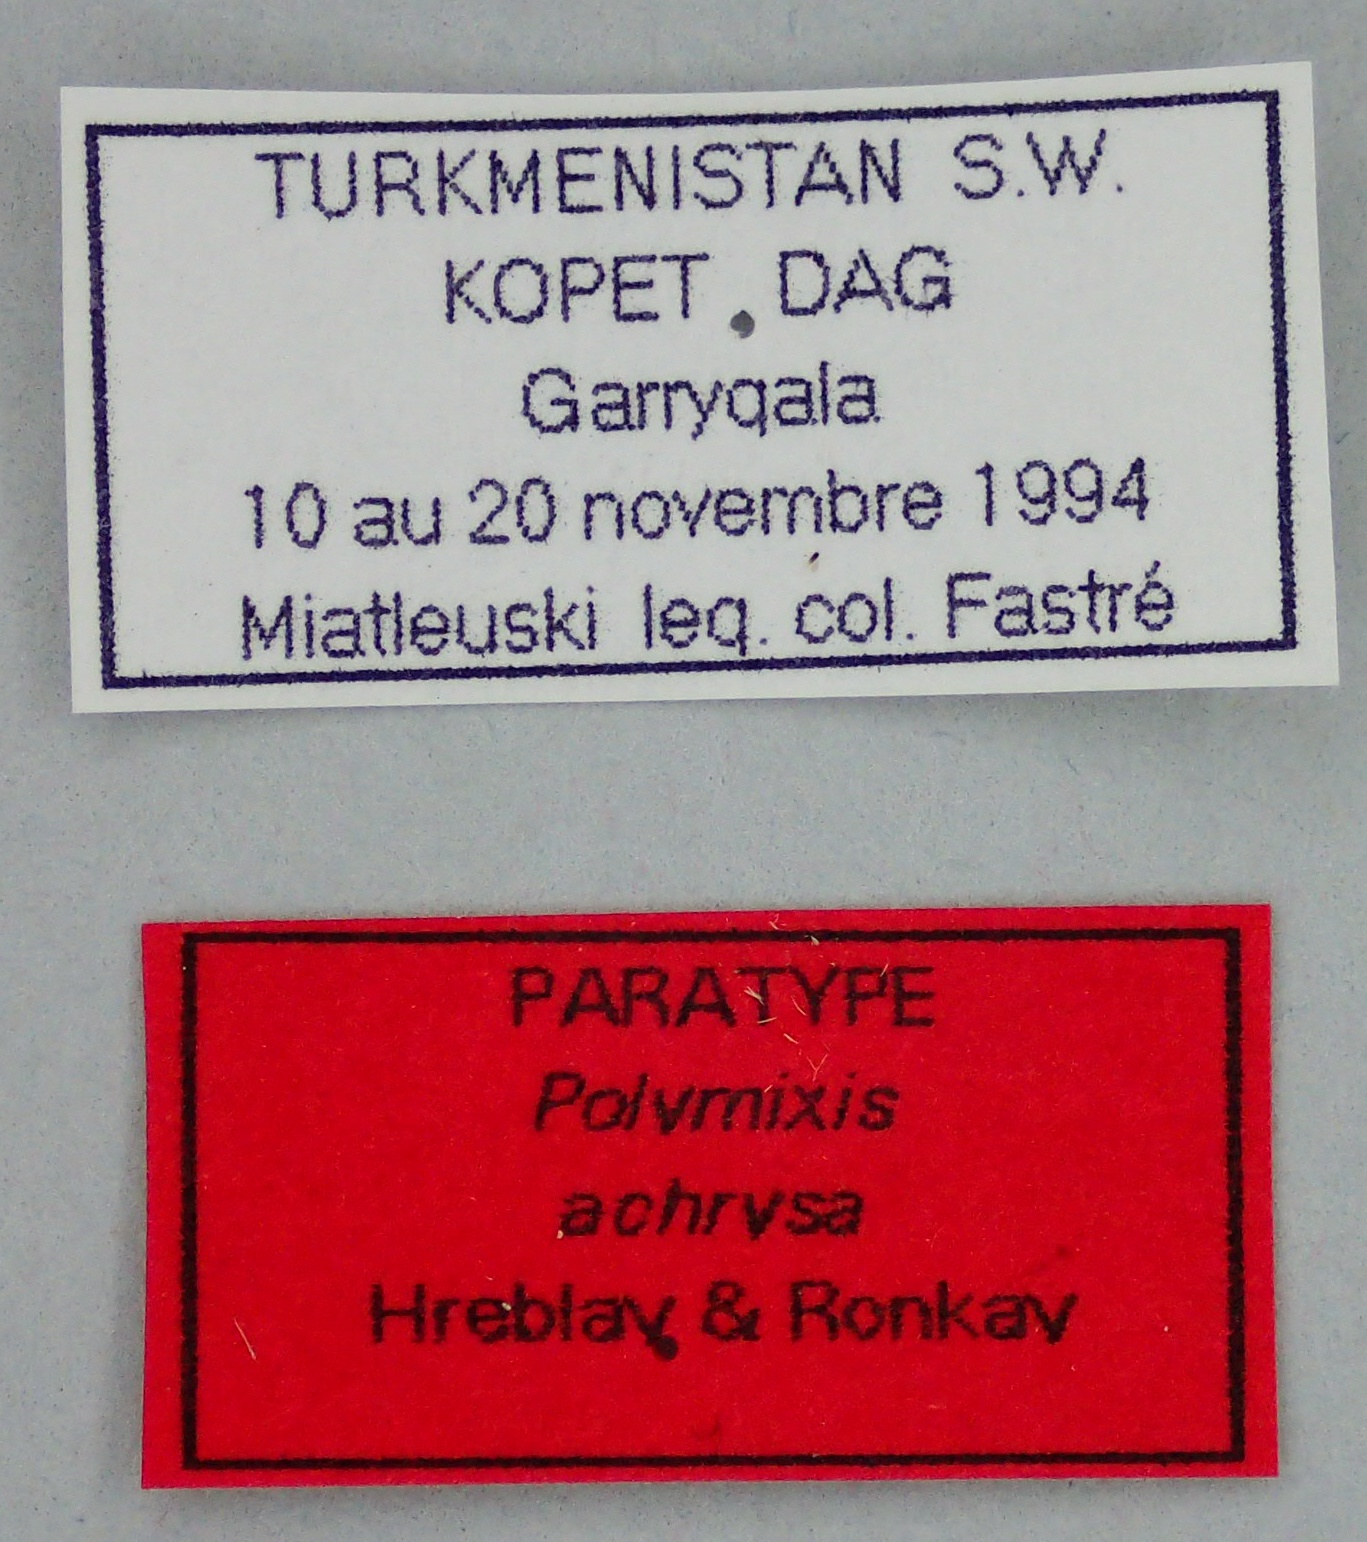 TURKMENISTAN S.W.
KOPET DAG
Garrygala
10 au 20 novembre 1994
Miatleuski leg. col. Fastré
PARATYPE
Polymixis
achrysa
Hreblay & Ronkay